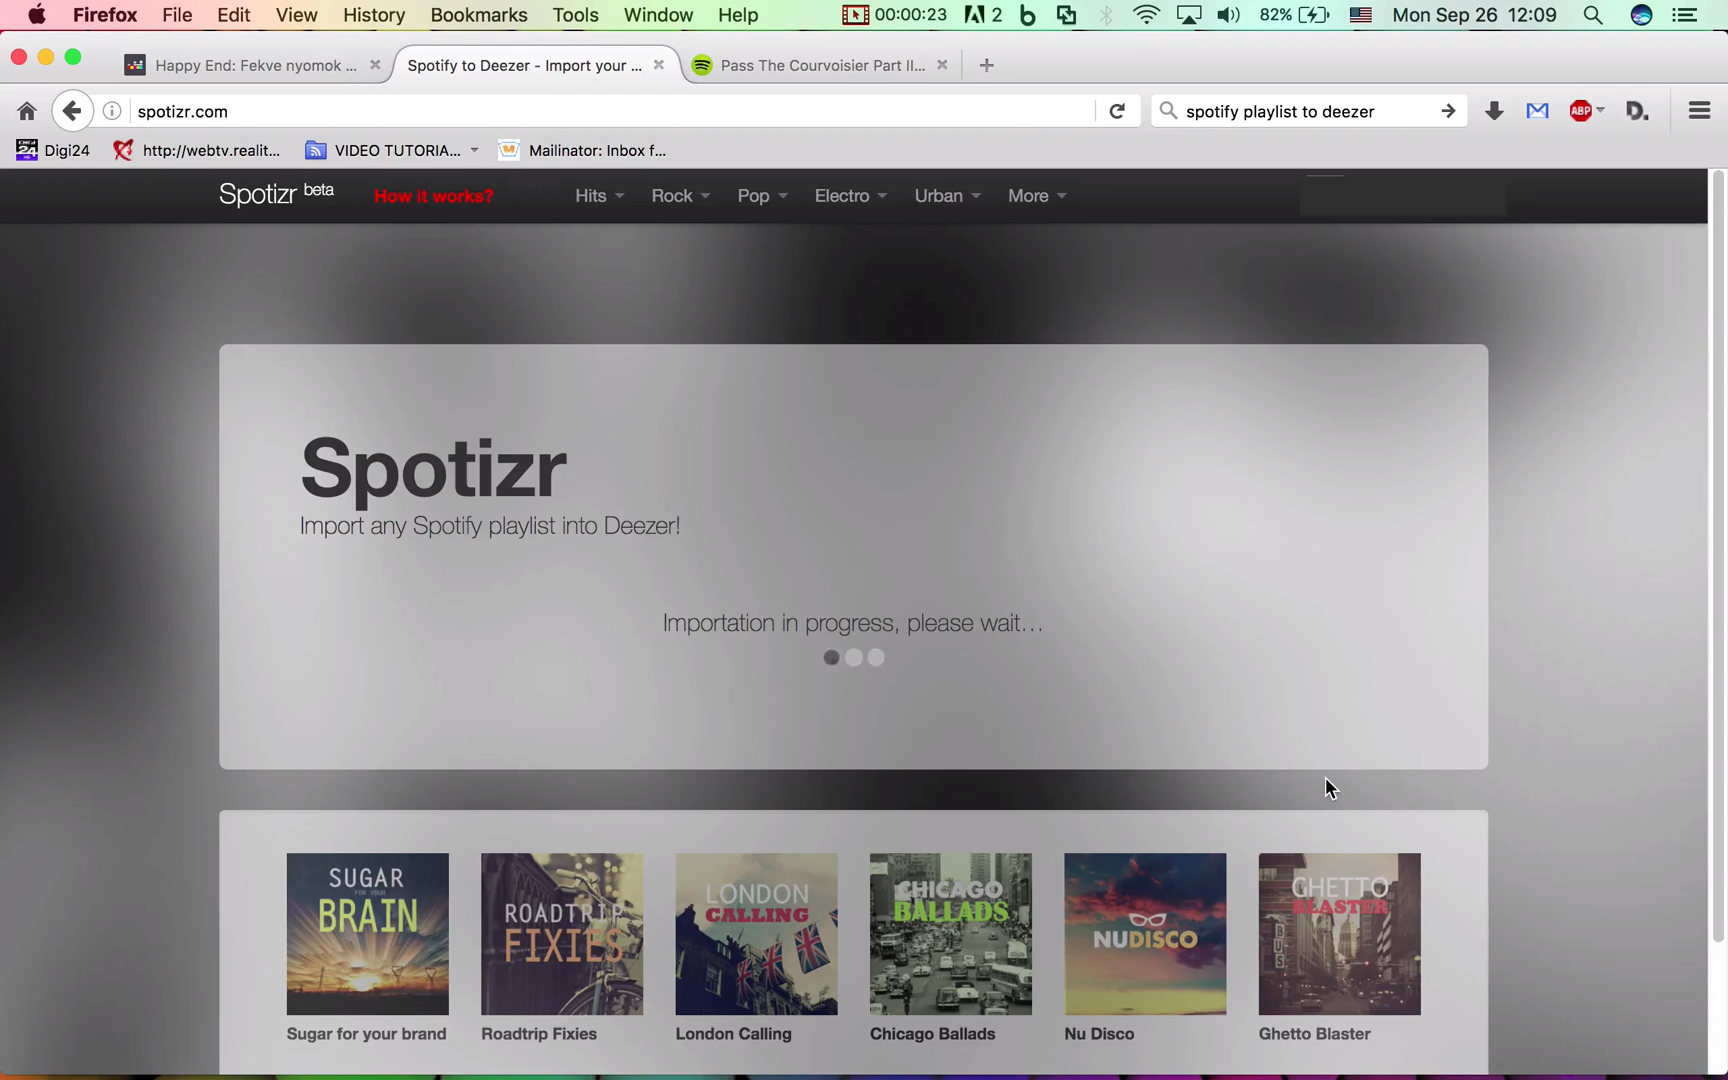 Firefox File Edit View History Bookmarks Tools Window Help 00:00:23 2 82% Mon Sep 26 12:09
Happy End: Fekve nyomok ... Spotify to Deezer - Import your ... Pass The Courvoisier Part II...
spotizr.com spotify playlist to deezer ABP D.
Digi24 http://webtv.realit... VIDEO TUTORIA... Mailinator: Inbox f...
Spotizr beta How it works? Hits Rock Pop Electro Urban More
Spotizr
Import any Spotify playlist into Deezer!
Importation in progress, please wait...
SUGAR
FOR YOUR
BRAIN
ROADTRIP
FIXIES
LONDON
CALLING
CHICAGO
BALLADS
NUDISCO
GHETTO
BLASTER
BUS
Sugar for your brand Roadtrip Fixies London Calling Chicago Ballads Nu Disco Ghetto Blaster